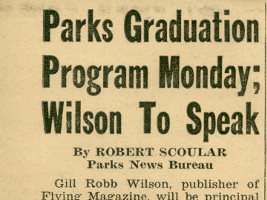 Parks Graduation
Program Monday;
Wilson To Speak
By ROBERT SCOULAR
Parks News Bureau
Gill Robb Wilson, publisher of
Flying Magazine, will be principal